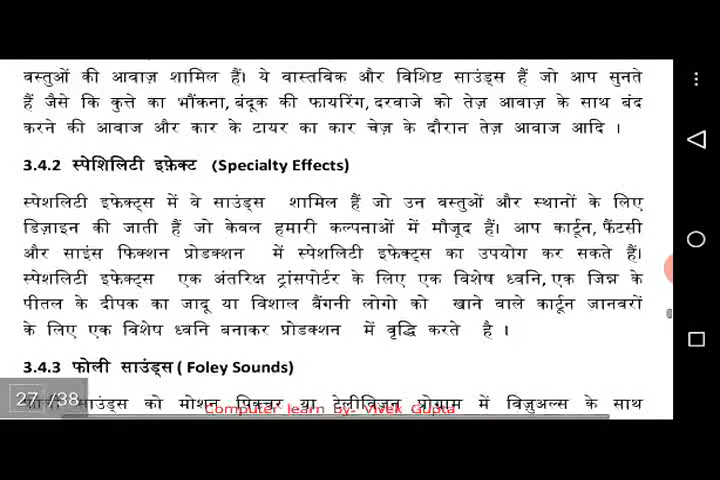 वस्तुओं की आवाज़ शामिल हैं। ये वास्तविक और विशिष्ट साउंड्स हैं जो आप सुनते
हैं जैसे कि कुत्ते का भौंकना, बंदूक की फायरिंग, दरवाजे को तेज़ आवाज़ के साथ बंद
करने की आवाज और कार के टायर का कार चेज़ के दौरान तेज़ आवाज आदि ।
3.4.2 स्पेशिलिटी इफ़ेक्ट (Specialty Effects)
स्पेशलिटी इफेक्ट्स में वे साउंड्स शामिल हैं जो उन वस्तुओं और स्थानों के लिए
डिज़ाइन की जाती हैं जो केवल हमारी कल्पनाओं में मौजूद हैं। आप कार्टून, फैंटसी
और साइंस फिक्शन प्रोडक्शन में स्पेशलिटी इफेक्ट्स का उपयोग कर सकते हैं।
स्पेशलिटी इफेक्ट्स एक अंतरिक्ष ट्रांसपोर्टर के लिए एक विशेष ध्वनि, एक जिन्न के
पीतल के दीपक का जादू या विशाल बैंगनी लोगो को खाने वाले कार्टून जानवरों
के लिए एक विशेष ध्वनि बनाकर प्रोडक्शन में वृद्धि करते है ।
3.4.3 फोली साउंड्स ( Foley Sounds)
साउंड्स को मोशन पिक्चर या टेलीविज़न प्रोग्राम में विज़ुअल्स के साथ
27 / 38
Computer learn By- Vivek Gupta